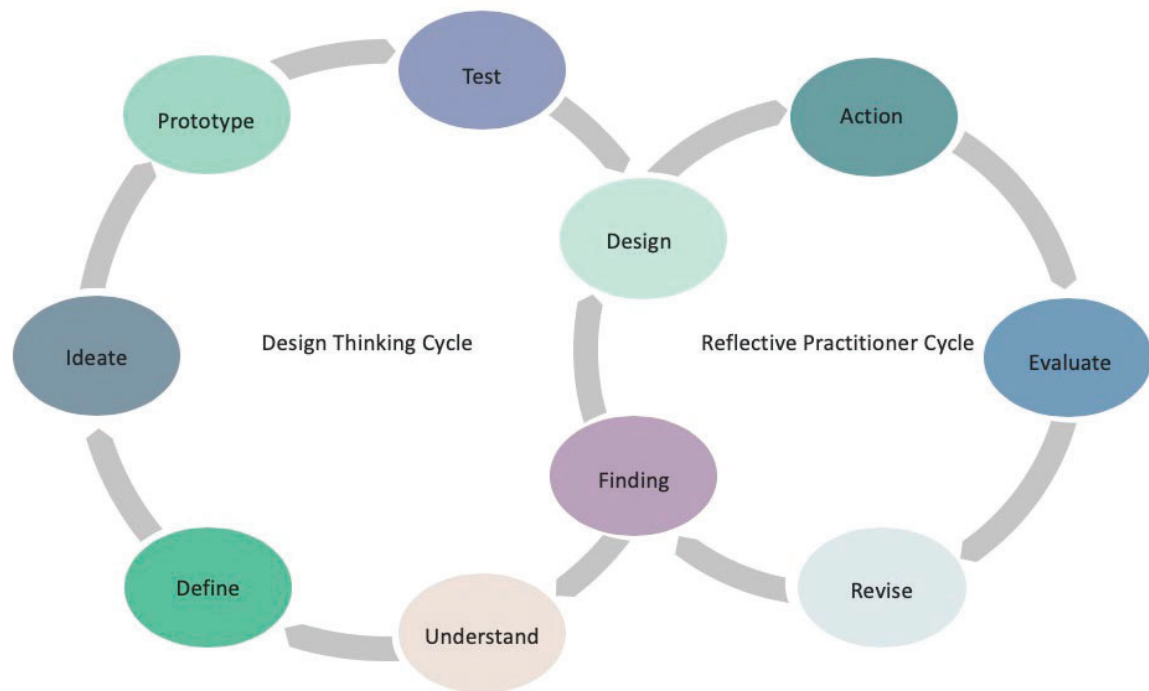 Test
Action
Prototype
Design
Design Thinking Cycle
Reflective Practitioner Cycle
Ideate
Evaluate
Finding
Define
Revise
Understand